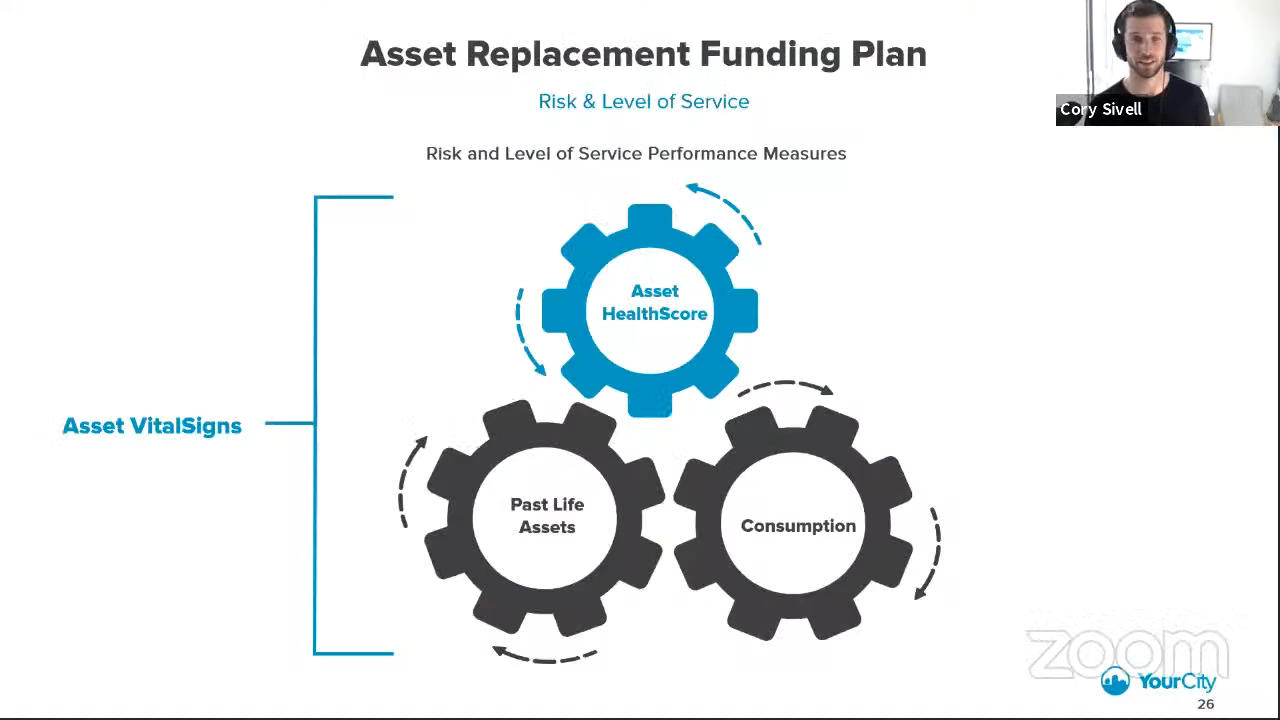 Asset Replacement Funding Plan
Risk & Level of Service
Cory Sivell
Risk and Level of Service Performance Measures
Asset
HealthScore
Asset VitalSigns
Past Life
Assets
Consumption
zoom
YourCity
26